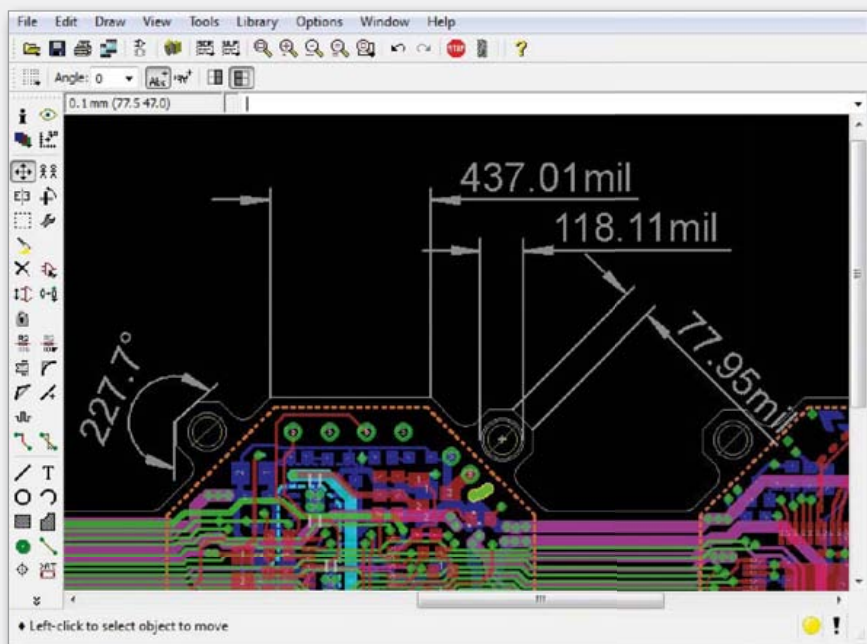 File Edit Draw View Tools Library Options Window Help
Angle: 0
0.1 mm (77.5 47.0)
437.01mil
118.11mil
77.95mil
227.7°
Left-click to select object to move